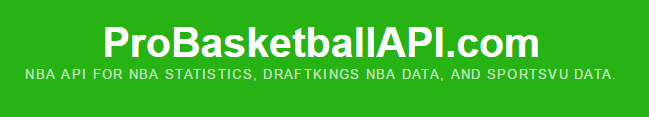 ProBasketballAPI.com
NBA API FOR NBA STATISTICS, DRAFTKINGS NBA DATA, AND SPORTSVU DATA.